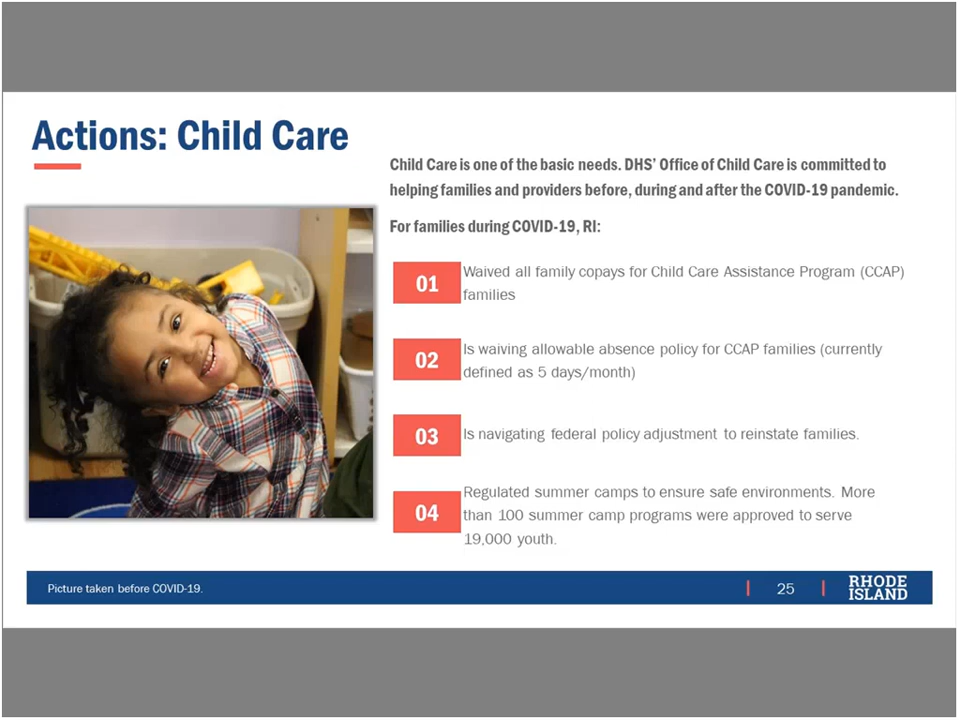 Actions: Child Care
Child Care is one of the basic needs. DHS’ Office of Child Care is committed to
helping families and providers before, during and after the COVID-19 pandemic.
For families during COVID-19, RI:
01
Waived all family copays for Child Care Assistance Program (CCAP)
families
02
Is waiving allowable absence policy for CCAP families (currently
defined as 5 days/month)
03
Is navigating federal policy adjustment to reinstate families.
04
Regulated summer camps to ensure safe environments. More
than 100 summer camp programs were approved to serve
19,000 youth.
Picture taken before COVID-19.
25
RHODE
ISLAND